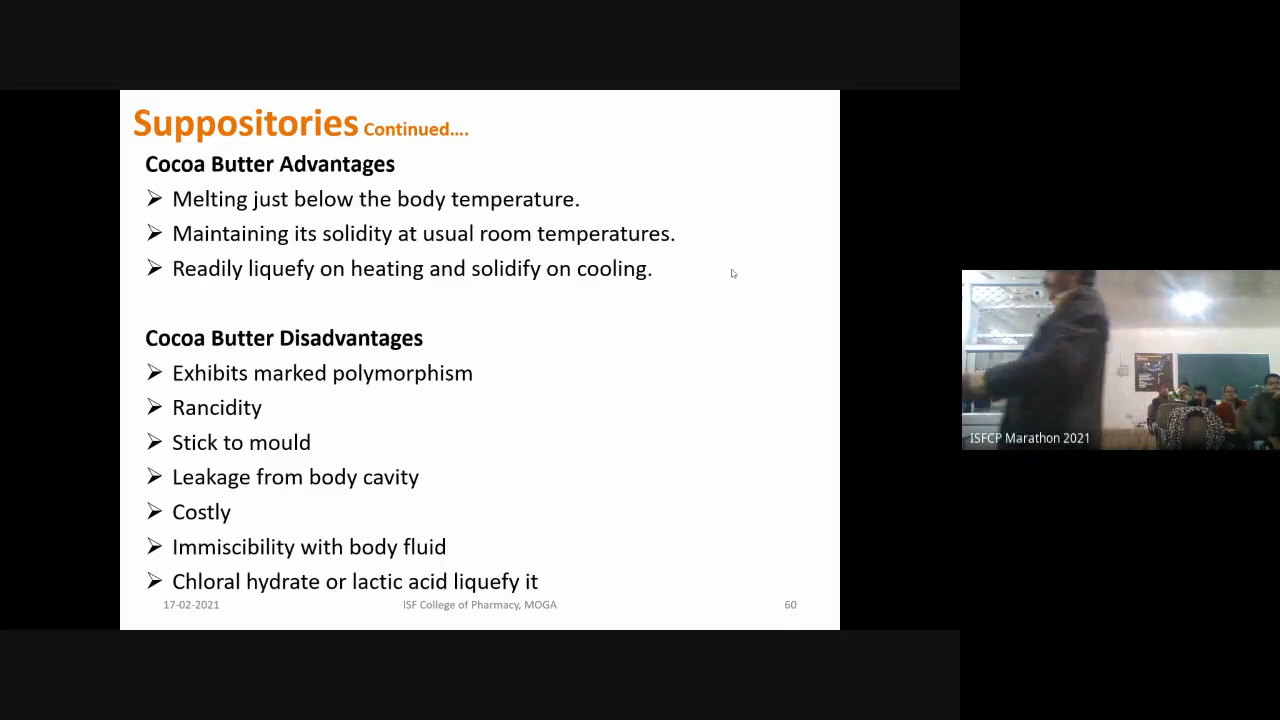 Suppositories Continued....
Cocoa Butter Advantages
➢ Melting just below the body temperature.
➢ Maintaining its solidity at usual room temperatures.
➢ Readily liquefy on heating and solidify on cooling.
Cocoa Butter Disadvantages
➢ Exhibits marked polymorphism
➢ Rancidity
➢ Stick to mould
➢ Leakage from body cavity
➢ Costly
➢ Immiscibility with body fluid
➢ Chloral hydrate or lactic acid liquefy it
17-02-2021 ISF College of Pharmacy, MOGA 60
ISFCP Marathon 2021